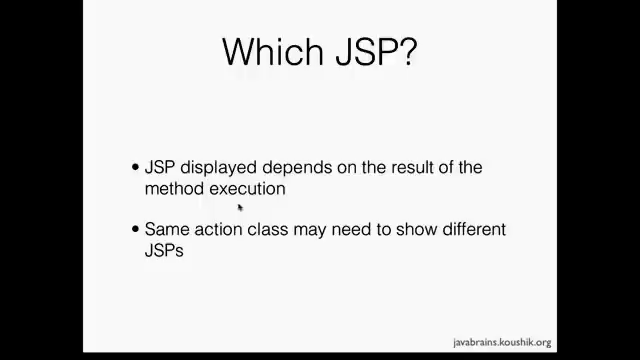 Which JSP?
• JSP displayed depends on the result of the
method execution
• Same action class may need to show different
JSPs
javabrains.koushik.org